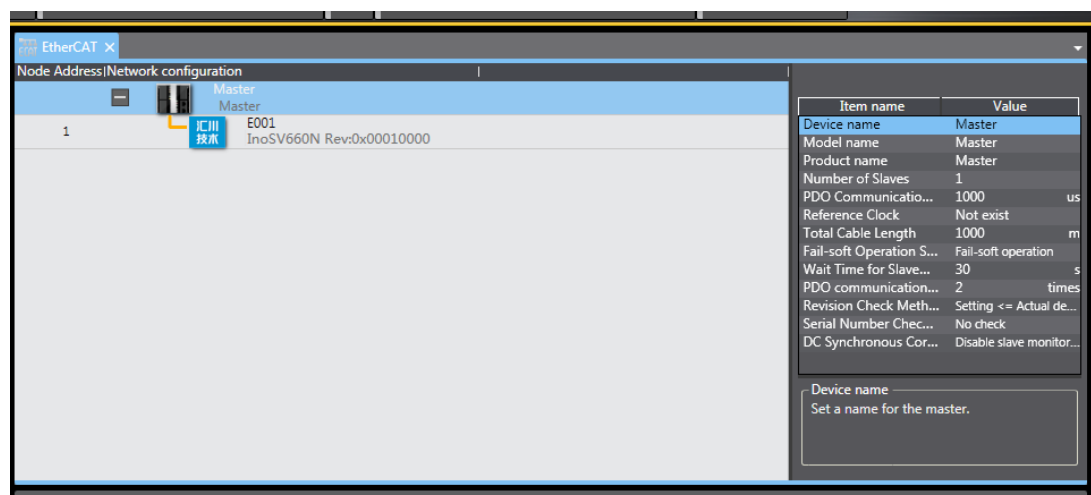 EtherCAT
Node Address|Network configuration
Master
Master
1
E001
汇川
技术
InoSV660N Rev:0x00010000
Item name Value
Device name Master
Model name Master
Product name Master
Number of Slaves 1
PDO Communicatio... 1000 us
Reference Clock Not exist
Total Cable Length 1000 m
Fail-soft Operation S... Fail-soft operation
Wait Time for Slave... 30 s
PDO communication... 2 times
Revision Check Meth... Setting <= Actual de...
Serial Number Chec... No check
DC Synchronous Cor... Disable slave monitor...
Device name
Set a name for the master.